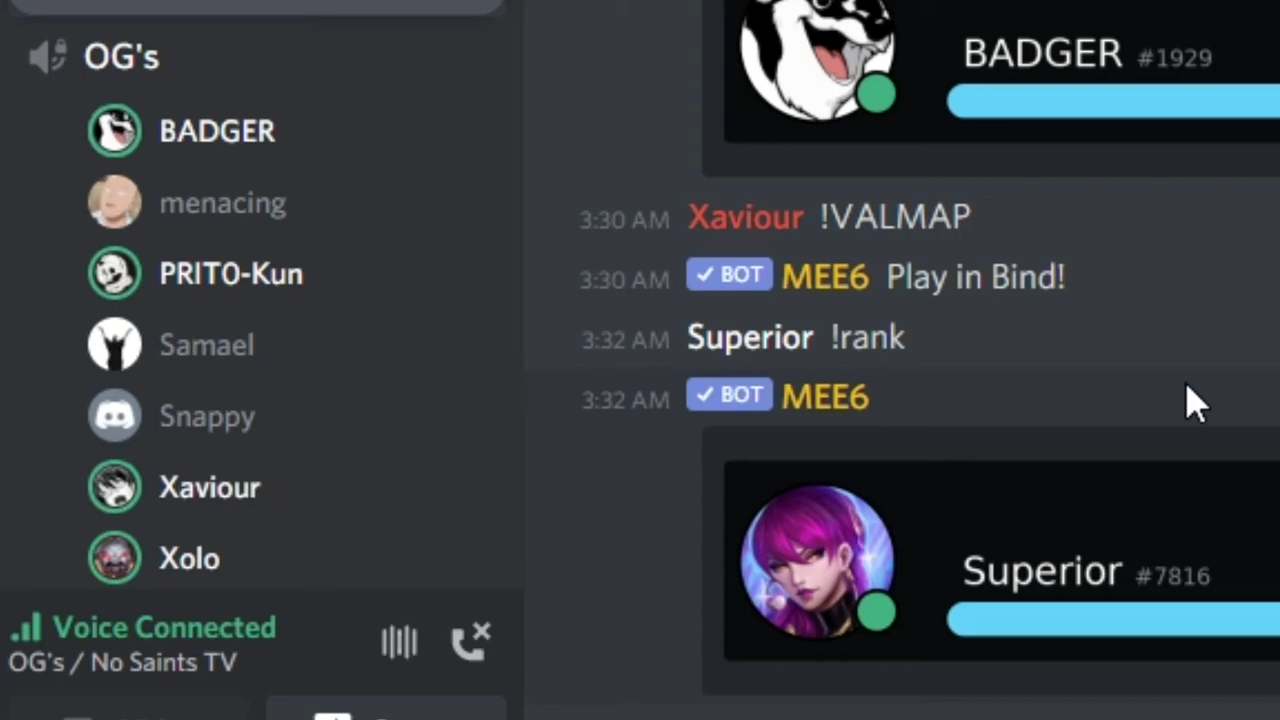 OG's
BADGER
menacing
PRIT0-Kun
Samael
Snappy
Xaviour
Xolo
Voice Connected
OG's / No Saints TV
BADGER #1929
3:30 AM Xaviour !VALMAP
3:30 AM ✓ BOT MEE6 Play in Bind!
3:32 AM Superior !rank
3:32 AM ✓ BOT MEE6
Superior #7816